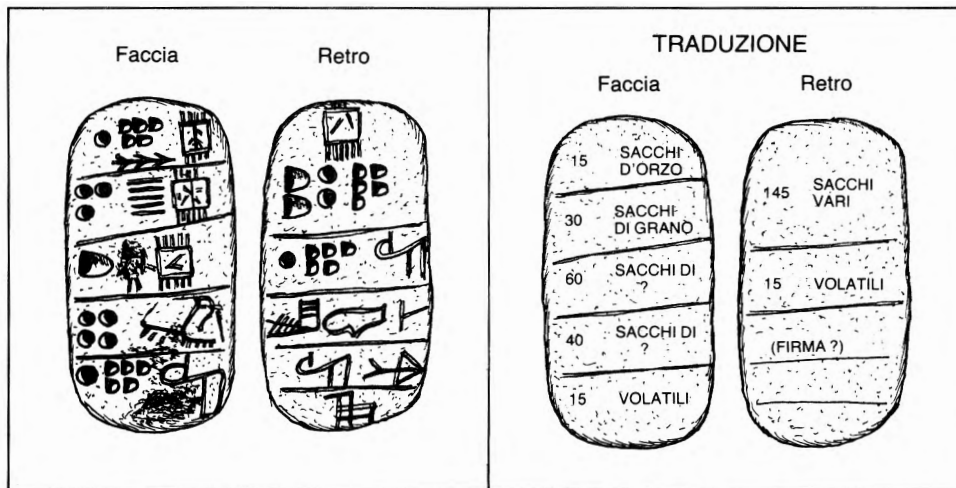 Faccia
Retro
TRADUZIONE
Faccia
Retro
15 SACCHI
D'ORZO
30 SACCHI
DI GRANO
60 SACCHI DI
?
40 SACCHI DI
?
15 VOLATILI
145 SACCHI
VARI
15 VOLATILI
(FIRMA ?)